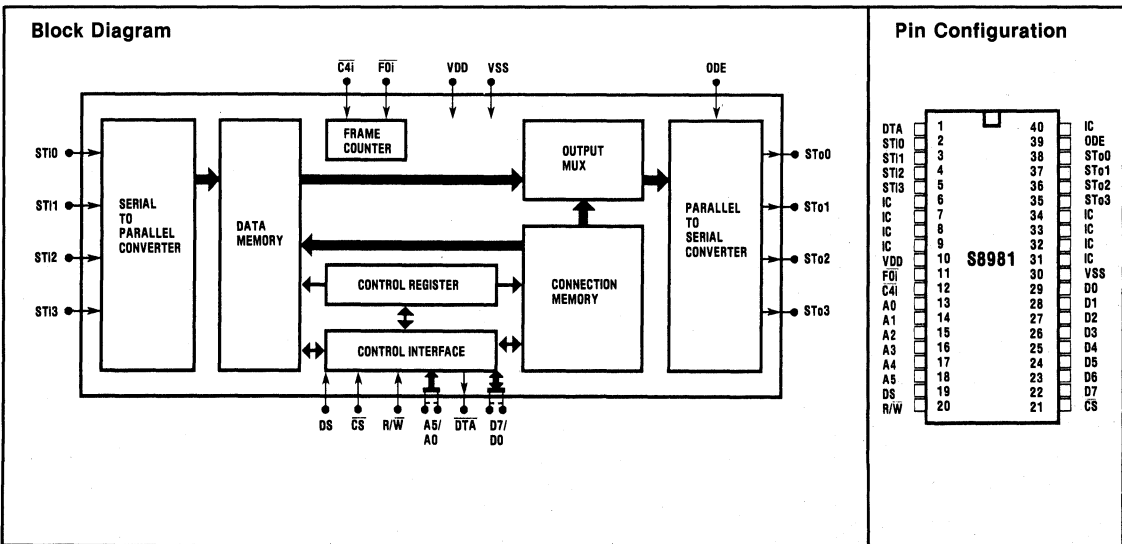 Block Diagram
C4i F0i VDD VSS ODE
FRAME
COUNTER
STi0
STi1
STi2
STi3
SERIAL
TO
PARALLEL
CONVERTER
DATA
MEMORY
OUTPUT
MUX
CONTROL REGISTER
CONNECTION
MEMORY
CONTROL INTERFACE
PARALLEL
TO
SERIAL
CONVERTER
STo0
STo1
STo2
STo3
DS CS R/W A5/ DTA D7/
A0 D0
Pin Configuration
S8981
DTA 1 40 IC
STi0 2 39 ODE
STi1 3 38 STo0
STi2 4 37 STo1
STi3 5 36 STo2
IC 6 35 STo3
IC 7 34 IC
IC 8 33 IC
IC 9 32 IC
VDD 10 31 IC
F0i 11 30 VSS
C4i 12 29 D0
A0 13 28 D1
A1 14 27 D2
A2 15 26 D3
A3 16 25 D4
A4 17 24 D5
A5 18 23 D6
DS 19 22 D7
R/W 20 21 CS